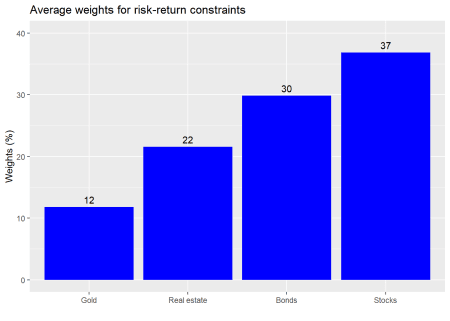 Average weights for risk-return constraints
40
30
20
10
0
Weights (%)
12
22
30
37
Gold
Real estate
Bonds
Stocks